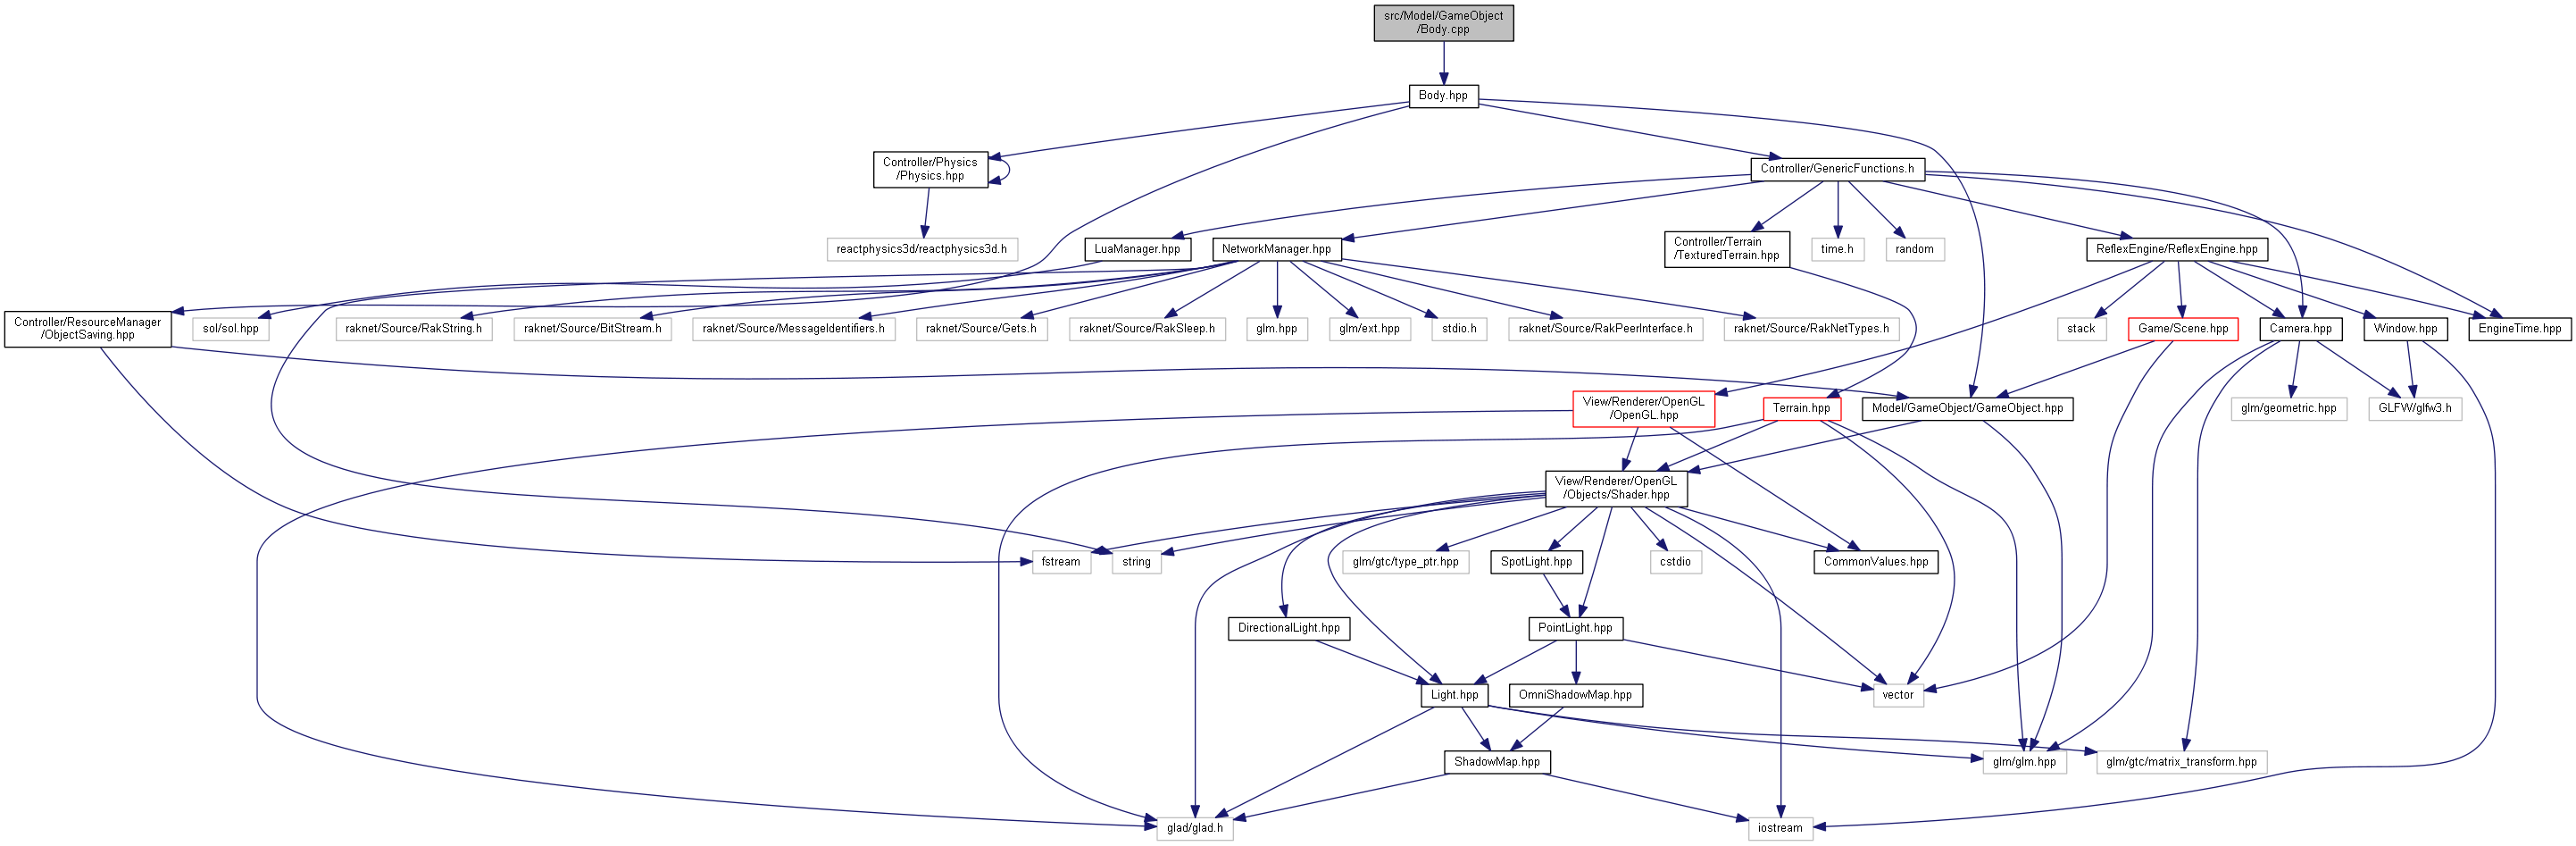 src/Model/GameObject
/Body.cpp
Body.hpp
Controller/Physics
/Physics.hpp
Controller/GenericFunctions.h
reactphysics3d/reactphysics3d.h
LuaManager.hpp
NetworkManager.hpp
Controller/Terrain
/TexturedTerrain.hpp
time.h
random
ReflexEngine/ReflexEngine.hpp
Controller/ResourceManager
/ObjectSaving.hpp
sol/sol.hpp
raknet/Source/RakString.h
raknet/Source/BitStream.h
raknet/Source/MessageIdentifiers.h
raknet/Source/Gets.h
raknet/Source/RakSleep.h
glm.hpp
glm/ext.hpp
stdio.h
raknet/Source/RakPeerInterface.h
raknet/Source/RakNetTypes.h
stack
Game/Scene.hpp
Camera.hpp
Window.hpp
EngineTime.hpp
View/Renderer/OpenGL
/OpenGL.hpp
Terrain.hpp
Model/GameObject/GameObject.hpp
glm/geometric.hpp
GLFW/glfw3.h
View/Renderer/OpenGL
/Objects/Shader.hpp
fstream
string
glm/gtc/type_ptr.hpp
SpotLight.hpp
cstdio
CommonValues.hpp
DirectionalLight.hpp
PointLight.hpp
Light.hpp
OmniShadowMap.hpp
vector
ShadowMap.hpp
glm/glm.hpp
glm/gtc/matrix_transform.hpp
glad/glad.h
iostream